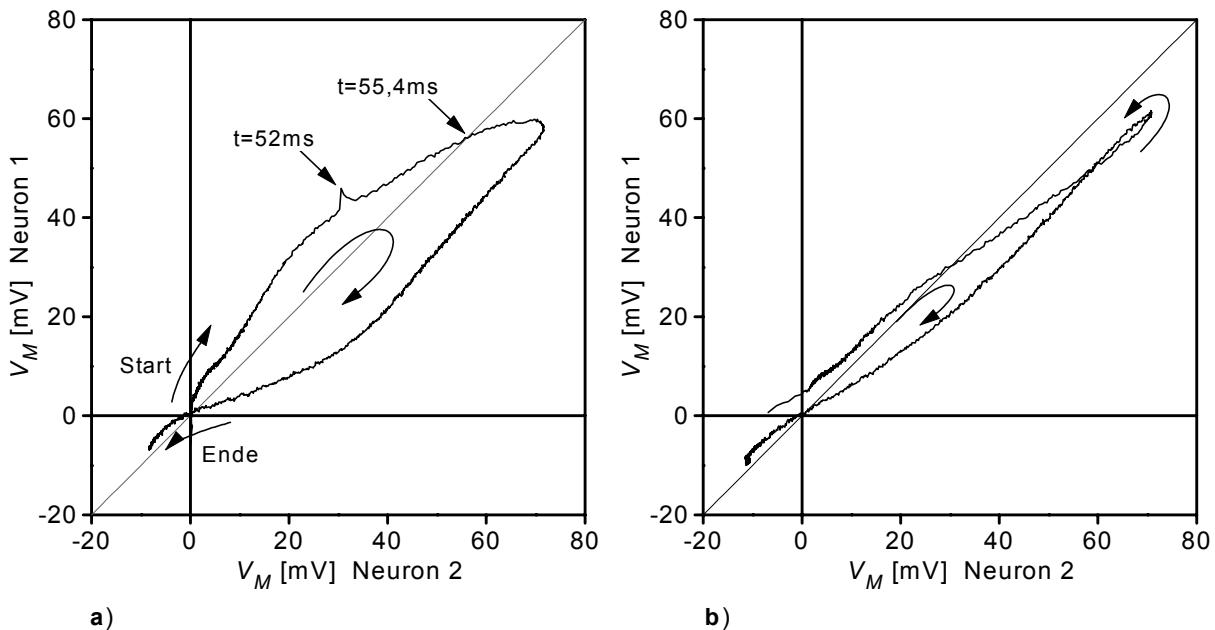 80
60
40
20
0
-20
V_M [mV] Neuron 1
t=55,4ms
t=52ms
Start
Ende
-20 0 20 40 60 80
V_M [mV] Neuron 2
a)
80
60
40
20
0
-20
V_M [mV] Neuron 1
-20 0 20 40 60 80
V_M [mV] Neuron 2
b)